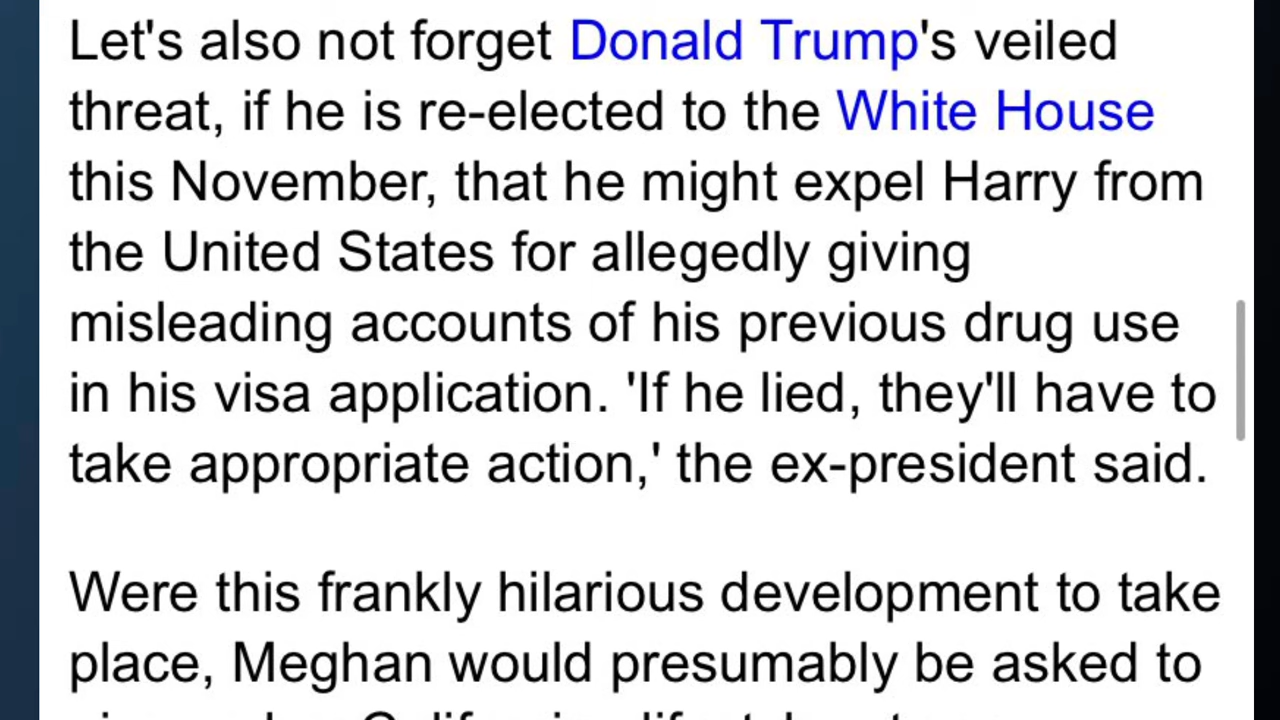 Let's also not forget Donald Trump's veiled
threat, if he is re-elected to the White House
this November, that he might expel Harry from
the United States for allegedly giving
misleading accounts of his previous drug use
in his visa application. 'If he lied, they'll have to
take appropriate action,' the ex-president said.
Were this frankly hilarious development to take
place, Meghan would presumably be asked to